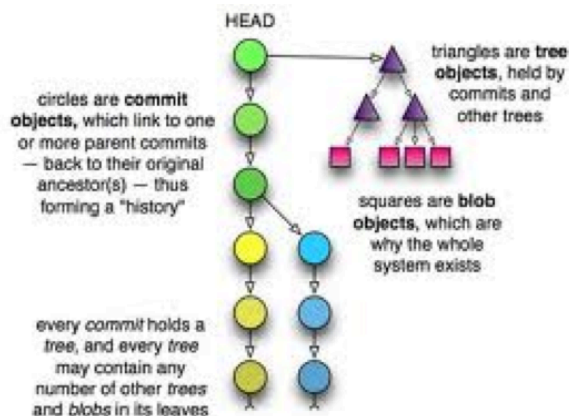 HEAD
triangles are tree
objects, held by
commits and
other trees
circles are commit
objects, which link to one
or more parent commits
— back to their original
ancestor(s) — thus
forming a "history"
squares are blob
objects, which are
why the whole
system exists
every commit holds a
tree, and every tree
may contain any
number of other trees
and blobs in its leaves